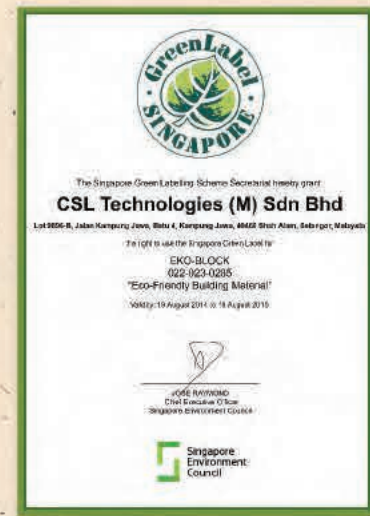 GreenLabel
SINGAPORE
The Singapore Green Labelling Scheme Secretariat hereby grant
CSL Technologies (M) Sdn Bhd
Jalan Kampung Jawa, Batu 4, Kampung Jawa, Shah Alam, Selangor, Malaysia
the right to use the Singapore Green Label for
EKO-BLOCK
022-023-0285
"Eco-Friendly Building Material"
Validity: 19 August 2014 to 18 August 2015
JOSE RAYMOND
Chief Executive Officer
Singapore Environment Council
Singapore
Environment
Council